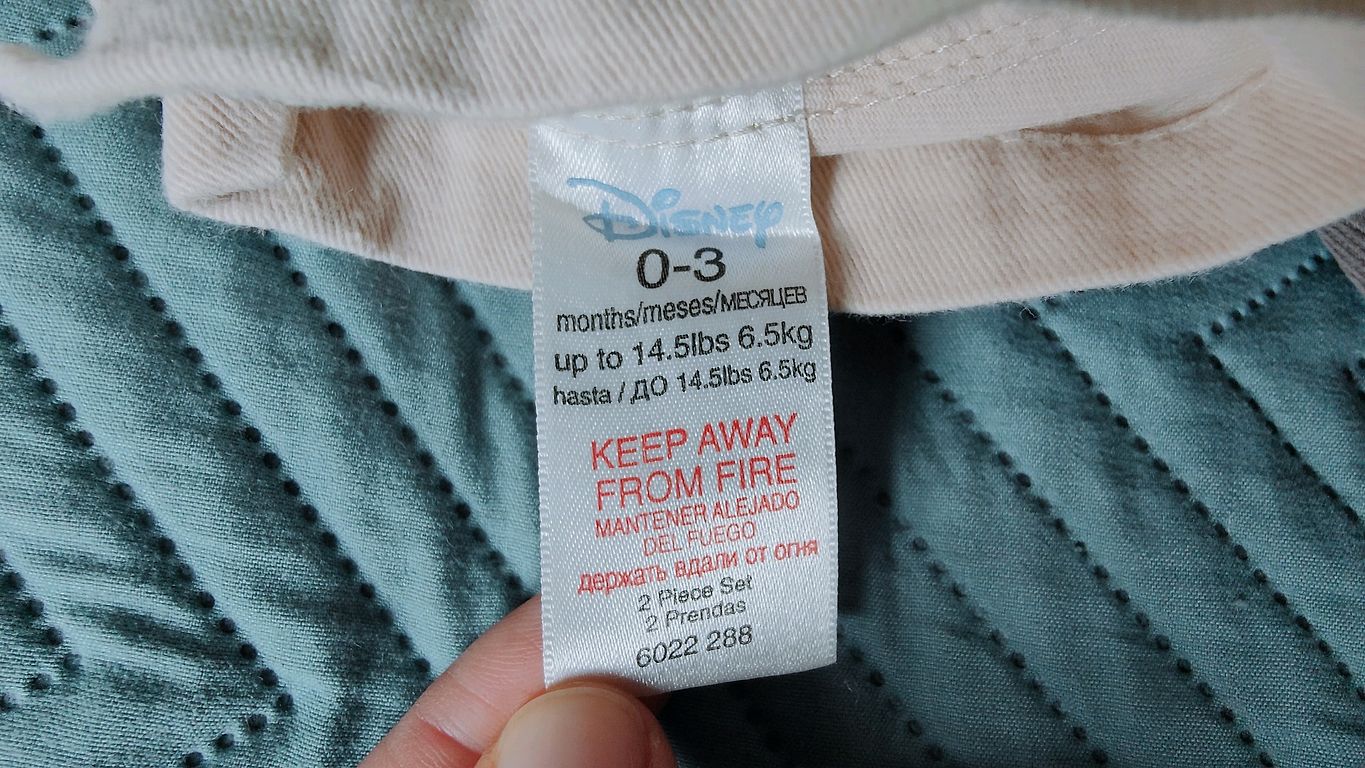 Disney
0-3
months/meses/МЕСЯЦЕВ
up to 14.5lbs 6.5kg
hasta / ДО 14.5lbs 6.5kg
KEEP AWAY
FROM FIRE
MANTENER ALEJADO
DEL FUEGO
держать вдали от огня
2 Piece Set
2 Prendas
6022 288